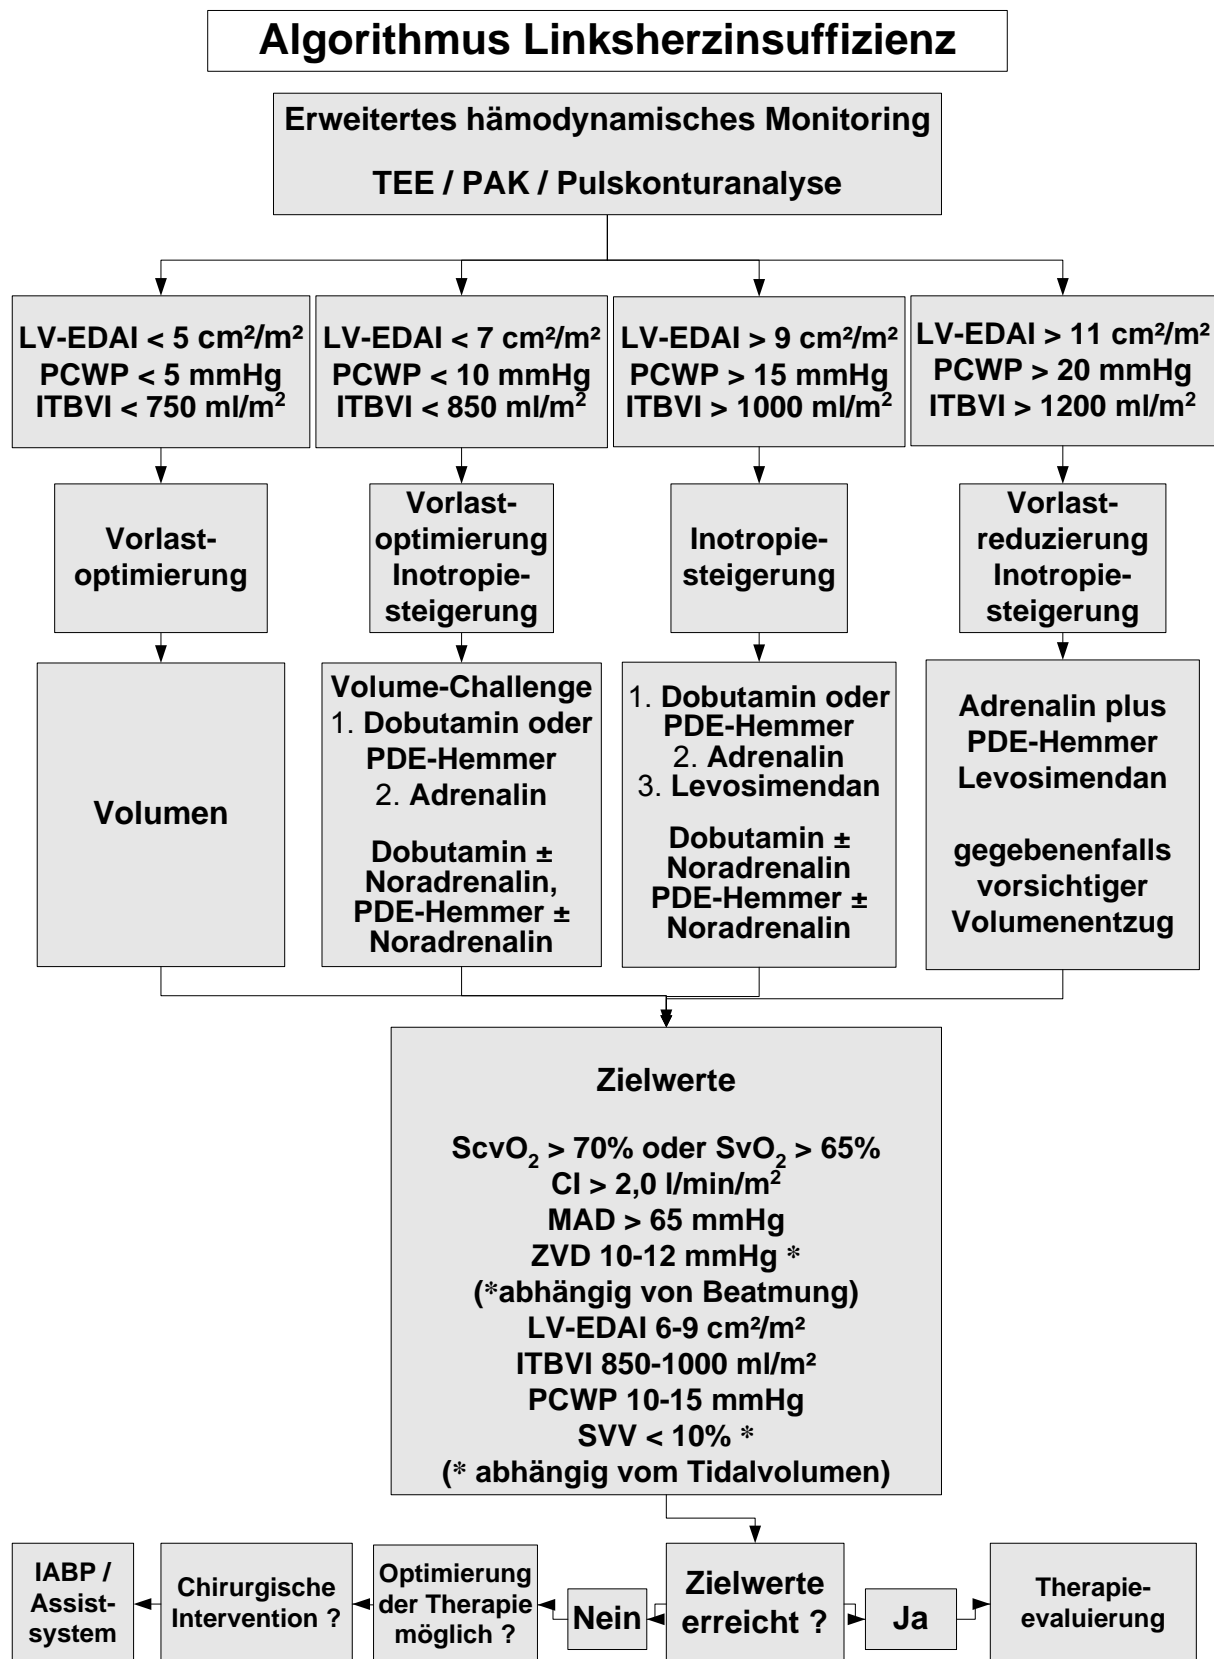 Algorithmus Linksherzinsuffizienz
Erweitertes hämodynamisches Monitoring
TEE / PAK / Pulskonturanalyse
LV-EDAI < 5 cm²/m²
PCWP < 5 mmHg
ITBVI < 750 ml/m²
LV-EDAI < 7 cm²/m²
PCWP < 10 mmHg
ITBVI < 850 ml/m²
LV-EDAI > 9 cm²/m²
PCWP > 15 mmHg
ITBVI > 1000 ml/m²
LV-EDAI > 11 cm²/m²
PCWP > 20 mmHg
ITBVI > 1200 ml/m²
Vorlast-
optimierung
Vorlast-
optimierung
Inotropie-
steigerung
Inotropie-
steigerung
Vorlast-
reduzierung
Inotropie-
steigerung
Volumen
Volume-Challenge
1. Dobutamin oder
PDE-Hemmer
2. Adrenalin
Dobutamin ±
Noradrenalin,
PDE-Hemmer ±
Noradrenalin
1. Dobutamin oder
PDE-Hemmer
2. Adrenalin
3. Levosimendan
Dobutamin ±
Noradrenalin
PDE-Hemmer ±
Noradrenalin
Adrenalin plus
PDE-Hemmer
Levosimendan
gegebenenfalls
vorsichtiger
Volumenentzug
Zielwerte
ScvO₂ > 70% oder SvO₂ > 65%
CI > 2,0 l/min/m²
MAD > 65 mmHg
ZVD 10-12 mmHg *
(*abhängig von Beatmung)
LV-EDAI 6-9 cm²/m²
ITBVI 850-1000 ml/m²
PCWP 10-15 mmHg
SVV < 10% *
(* abhängig vom Tidalvolumen)
IABP /
Assist-
system
Chirurgische
Intervention ?
Optimierung
der Therapie
möglich ?
Nein
Zielwerte
erreicht ?
Ja
Therapie-
evaluierung